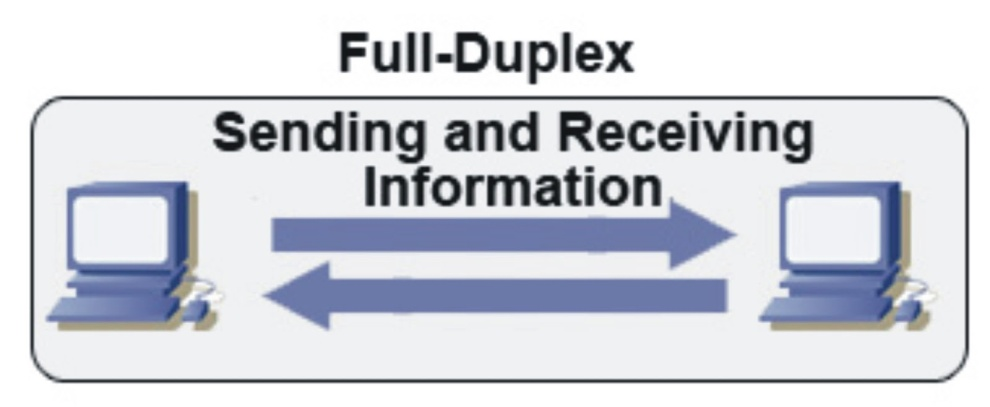 Full-Duplex
Sending and Receiving
Information